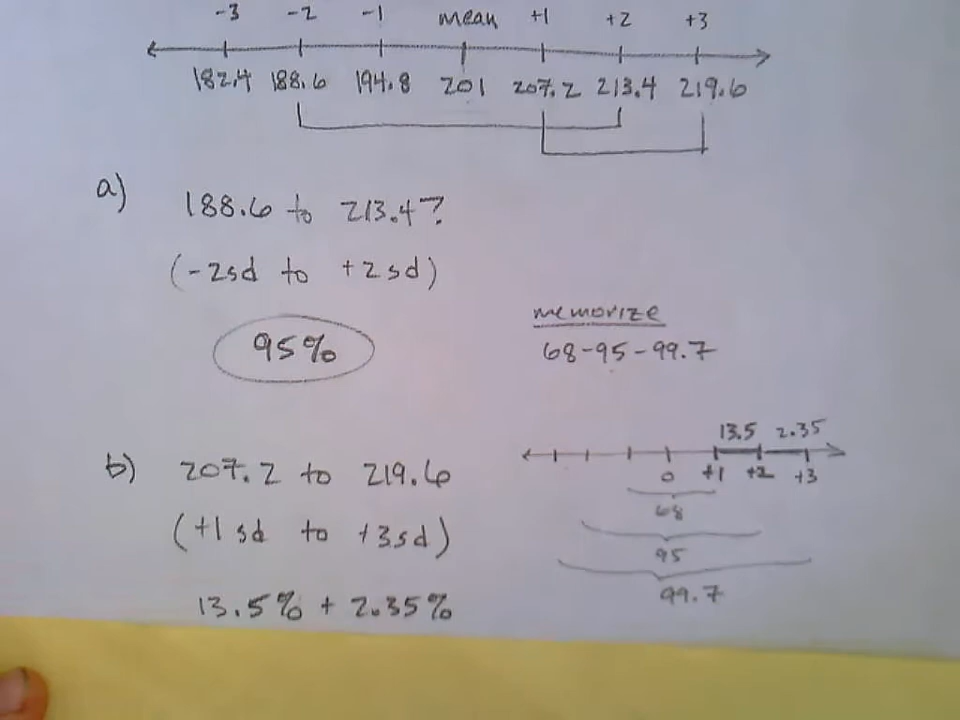 -3 -2 -1 mean +1 +2 +3
182.4 188.6 194.8 201 207.2 213.4 219.6
a) 188.6 to 213.4?
(-2sd to +2sd)
95%
memorize
68-95-99.7
13.5 2.35
0 +1 +2 +3
68
95
99.7
b) 207.2 to 219.6
(+1 sd to +3sd)
13.5% + 2.35%